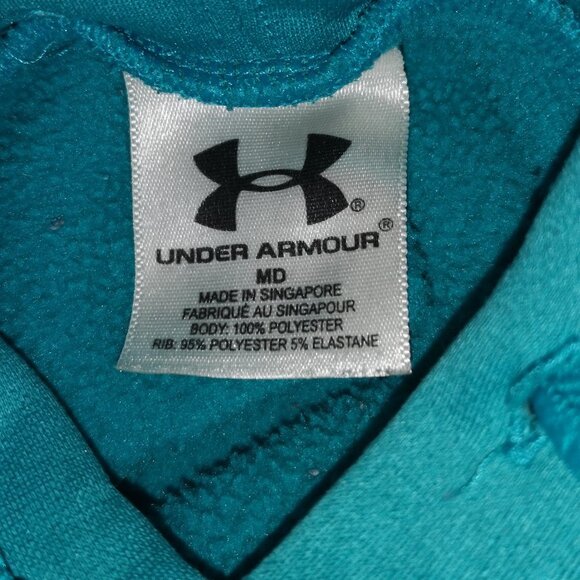 ®
UNDER ARMOUR®
MD
MADE IN SINGAPORE
FABRIQUÉ AU SINGAPOUR
BODY: 100% POLYESTER
RIB: 95% POLYESTER 5% ELASTANE